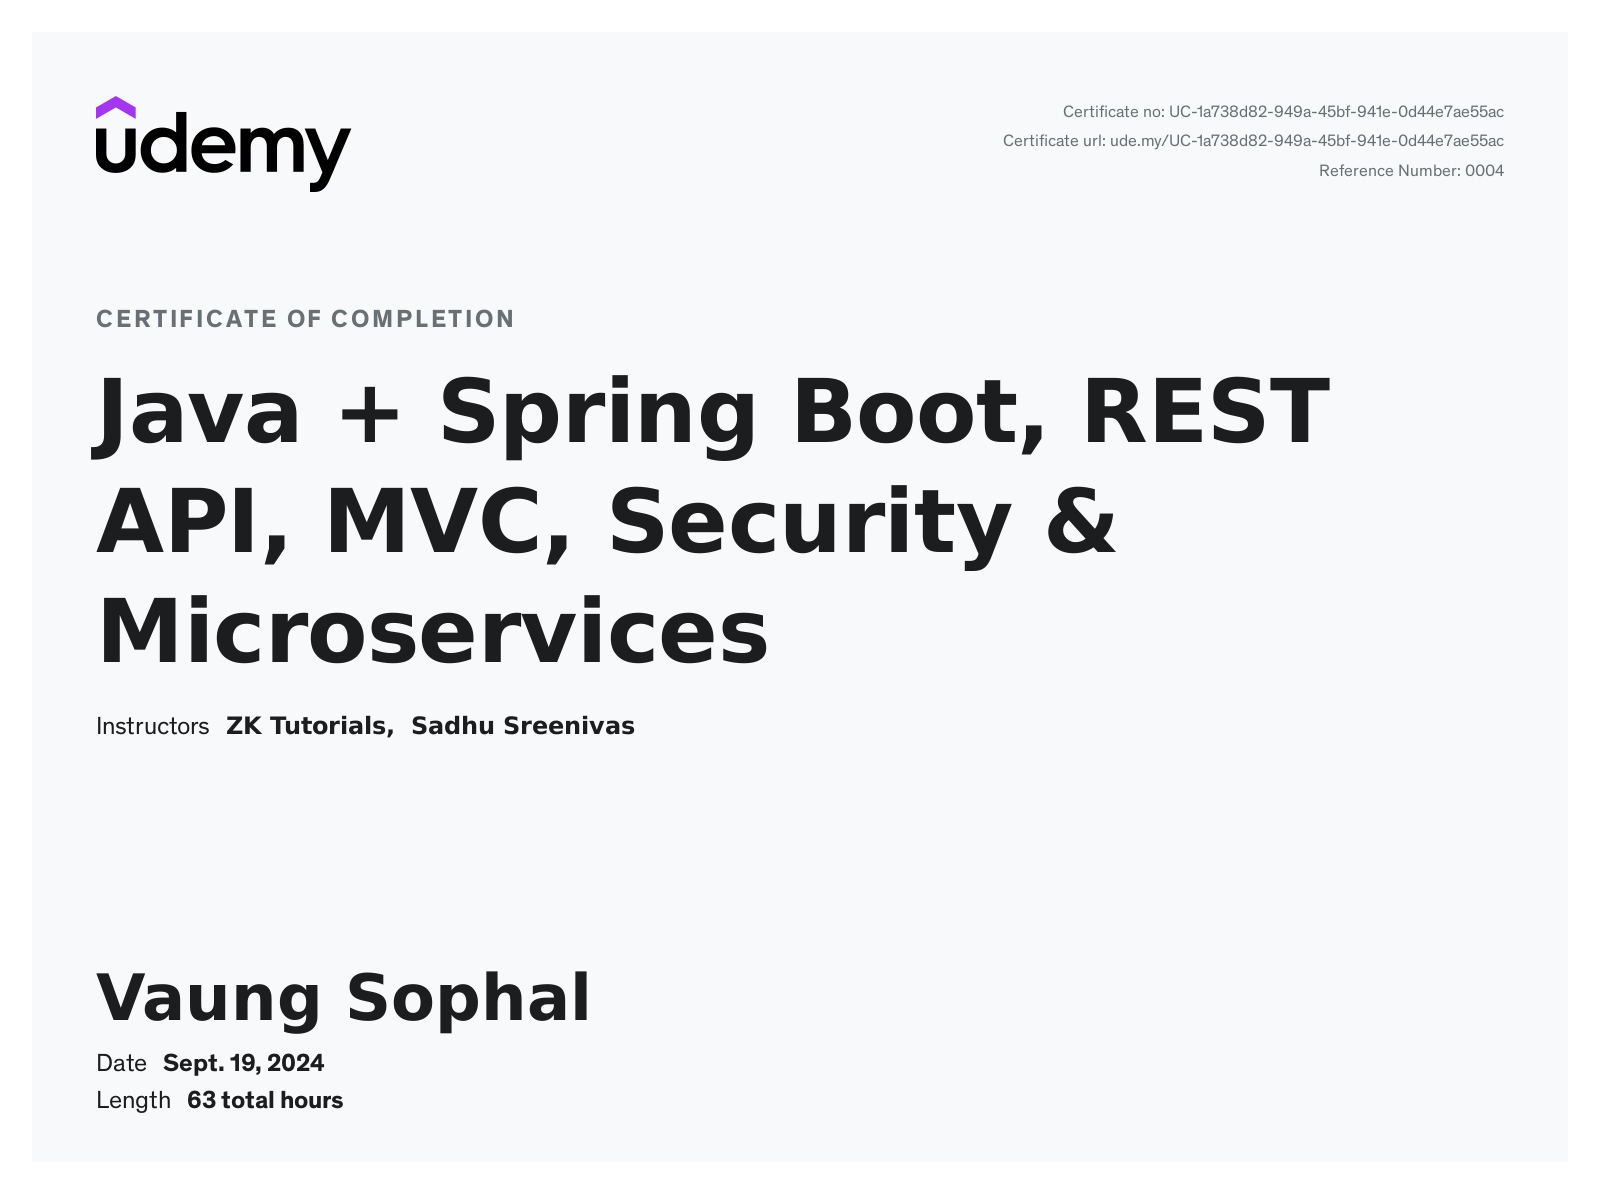 udemy
Certificate no: UC-1a738d82-949a-45bf-941e-0d44e7ae55ac
Certificate url: ude.my/UC-1a738d82-949a-45bf-941e-0d44e7ae55ac
Reference Number: 0004
CERTIFICATE OF COMPLETION
Java + Spring Boot, REST
API, MVC, Security &
Microservices
Instructors ZK Tutorials, Sadhu Sreenivas
Vaung Sophal
Date Sept. 19, 2024
Length 63 total hours